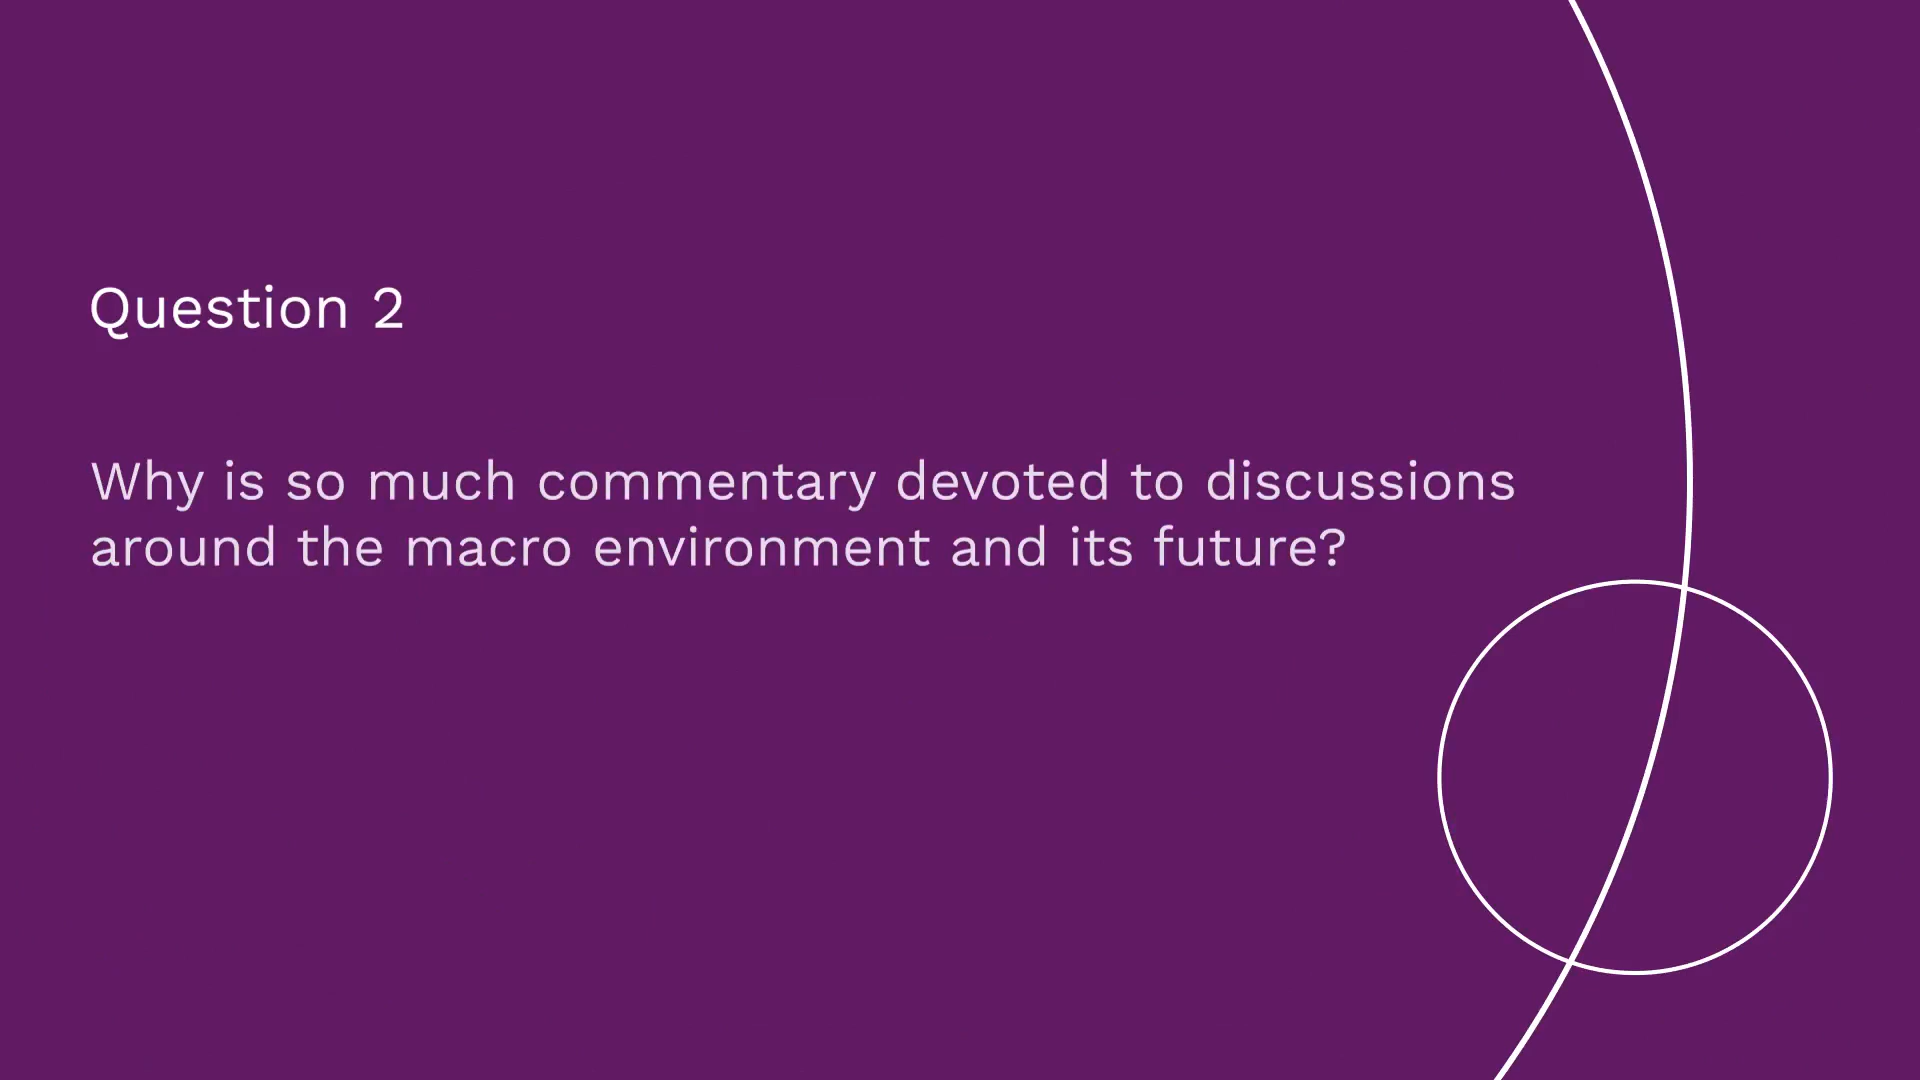 Question 2
Why is so much commentary devoted to discussions
around the macro environment and its future?